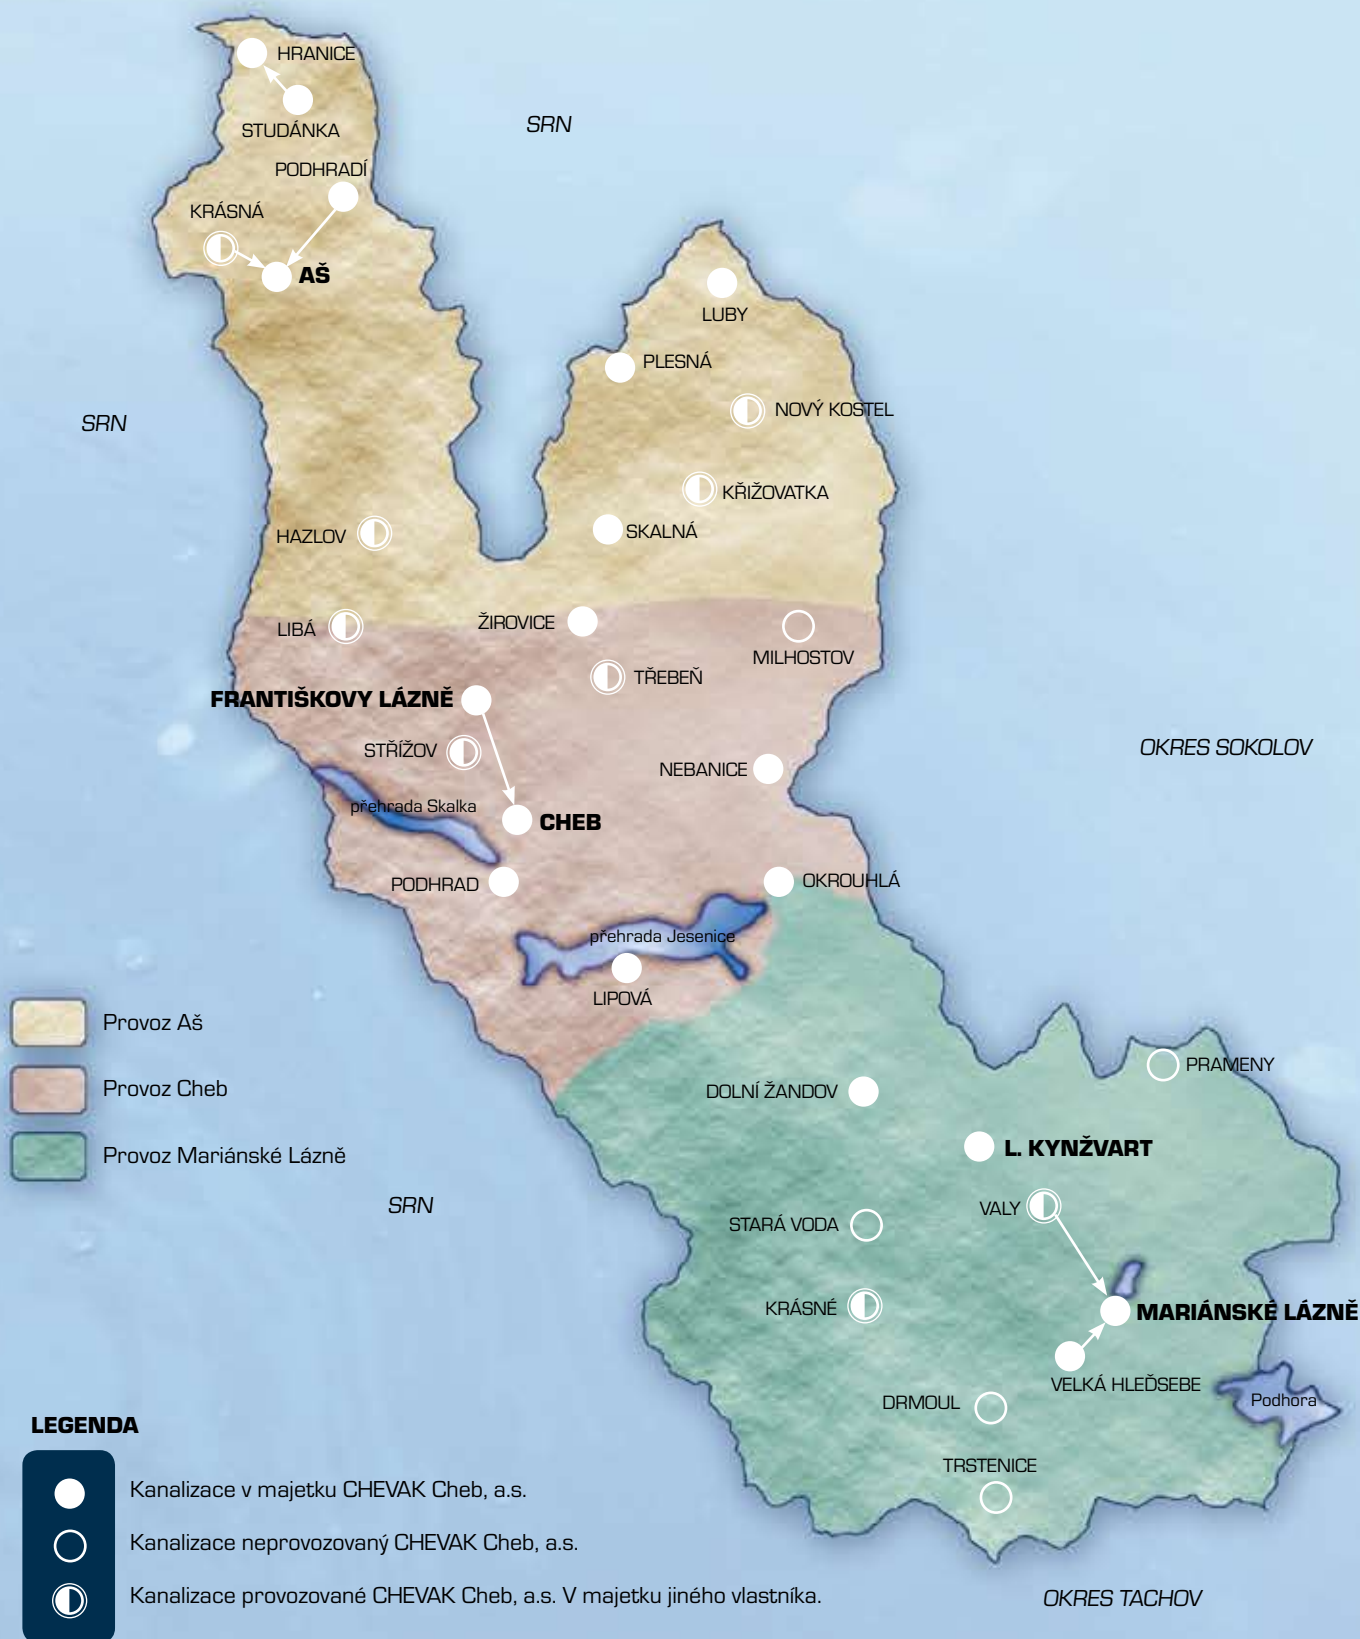 HRANICE
STUDÁNKA
SRN
PODHRADÍ
KRÁSNÁ
AŠ
LUBY
PLESNÁ
NOVÝ KOSTEL
SRN
KŘIŽOVATKA
SKALNÁ
HAZLOV
ŽIROVICE
LIBÁ
MILHOSTOV
TŘEBEŇ
FRANTIŠKOVY LÁZNĚ
STŘÍŽOV
OKRES SOKOLOV
NEBANICE
přehrada Skalka
CHEB
PODHRAD
OKROUHLÁ
přehrada Jesenice
LIPOVÁ
Provoz Aš
Provoz Cheb
Provoz Mariánské Lázně
PRAMENY
DOLNÍ ŽANDOV
L. KYNŽVART
SRN
VALY
STARÁ VODA
KRÁSNÉ
MARIÁNSKÉ LÁZNĚ
VELKÁ HLEĎSEBE
Podhora
DRMOUL
TRSTENICE
LEGENDA
Kanalizace v majetku CHEVAK Cheb, a.s.
Kanalizace neprovozovaný CHEVAK Cheb, a.s.
Kanalizace provozované CHEVAK Cheb, a.s. V majetku jiného vlastníka.
OKRES TACHOV